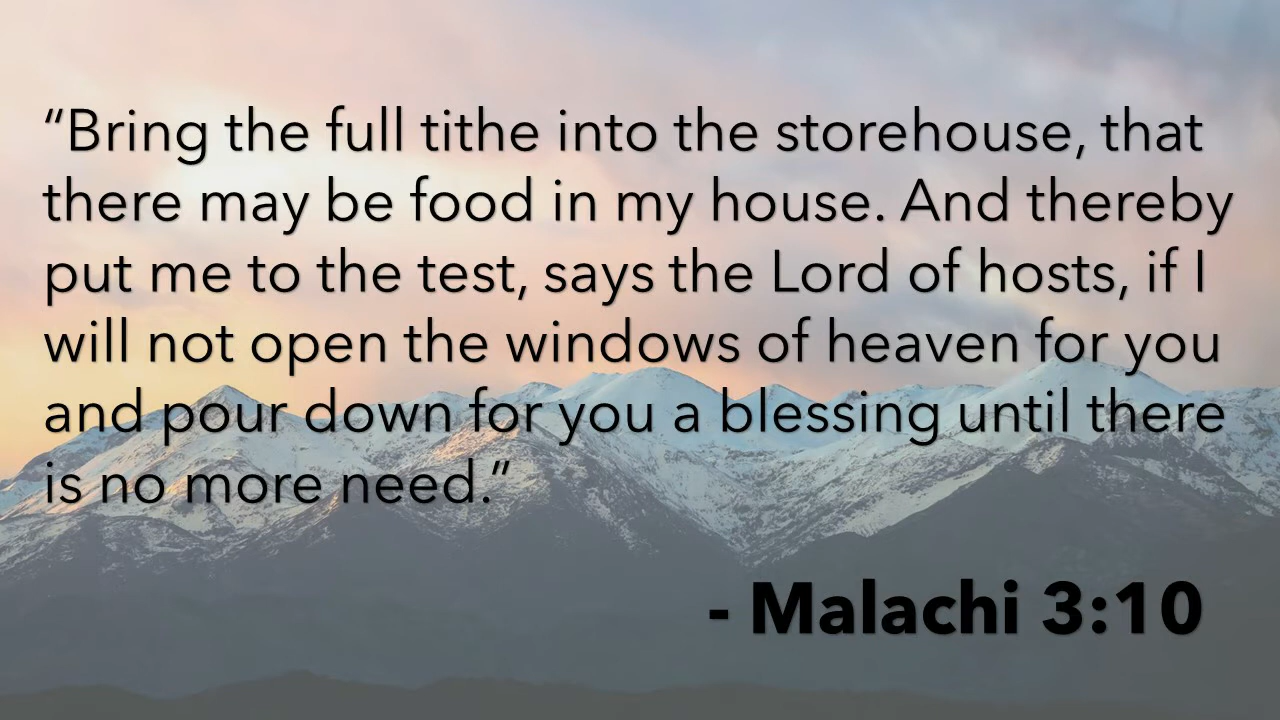 “Bring the full tithe into the storehouse, that
there may be food in my house. And thereby
put me to the test, says the Lord of hosts, if I
will not open the windows of heaven for you
and pour down for you a blessing until there
is no more need.”
- Malachi 3:10